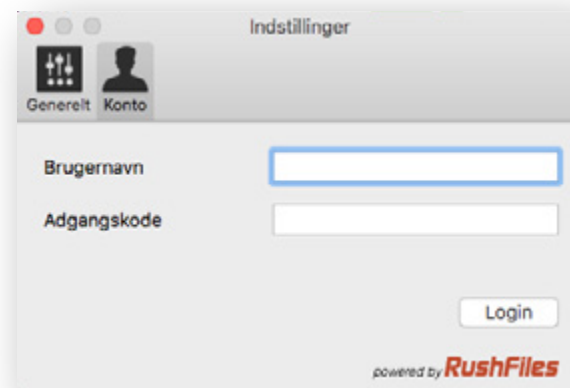 Indstillinger
Generelt Konto
Brugernavn
Adgangskode
Login
powered by RushFiles